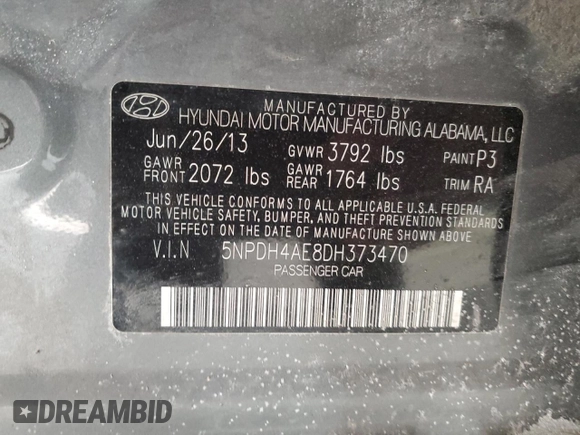 MANUFACTURED BY
HYUNDAI MOTOR MANUFACTURING ALABAMA, LLC
Jun/26/13 GVWR 3792 lbs PAINT P3
GAWR FRONT 2072 lbs GAWR REAR 1764 lbs TRIM RA
THIS VEHICLE CONFORMS TO ALL APPLICABLE U.S.A. FEDERAL
MOTOR VEHICLE SAFETY, BUMPER, AND THEFT PREVENTION STANDARDS
IN EFFECT ON THE DATE OF MANUFACTURE SHOWN ABOVE.
V.I.N 5NPDH4AE8DH373470
PASSENGER CAR
DREAMBID